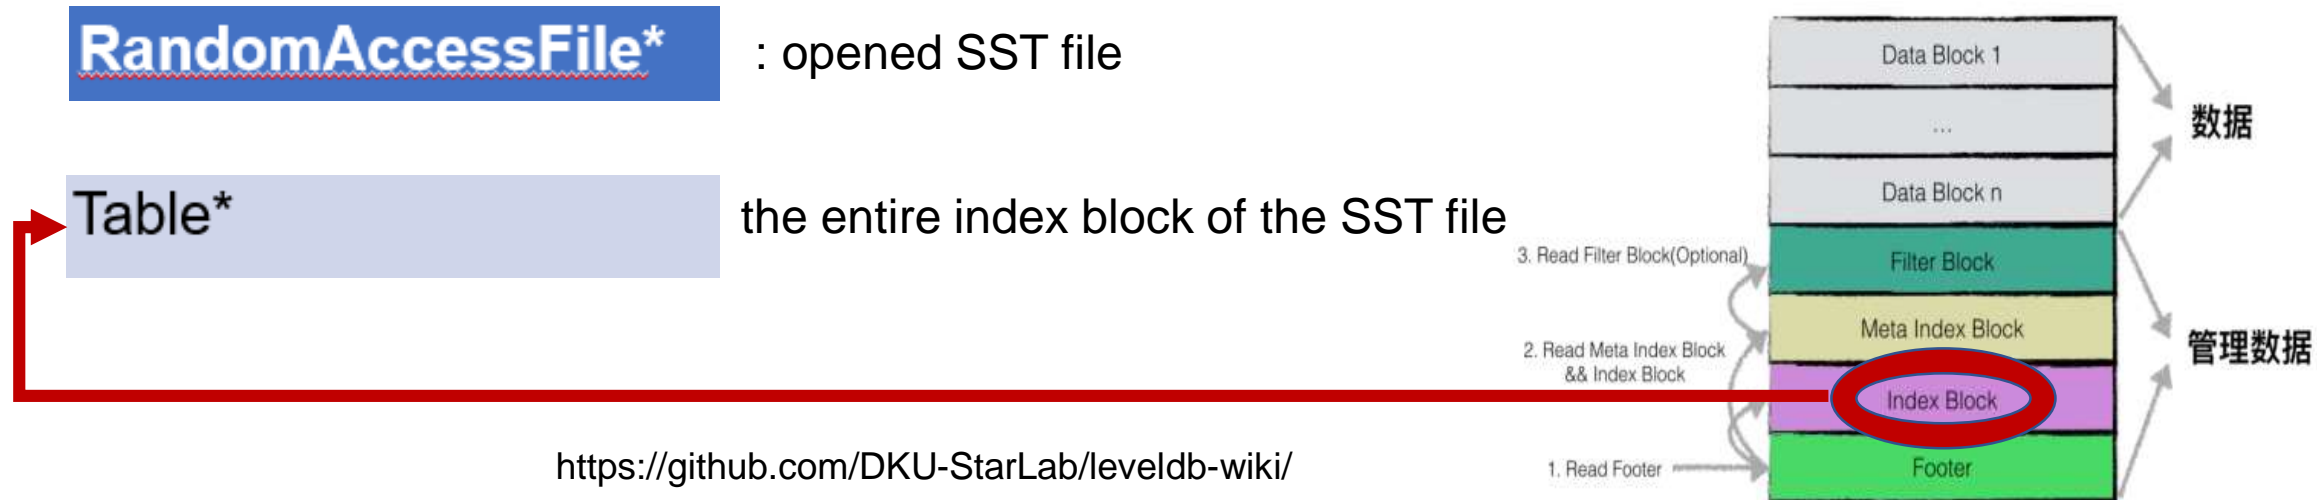 RandomAccessFile*
: opened SST file
Table*
the entire index block of the SST file
https://github.com/DKU-StarLab/leveldb-wiki/
3. Read Filter Block(Optional)
2. Read Meta Index Block
&& Index Block
1. Read Footer
Data Block 1
...
Data Block n
Filter Block
Meta Index Block
Index Block
Footer
数据
管理数据